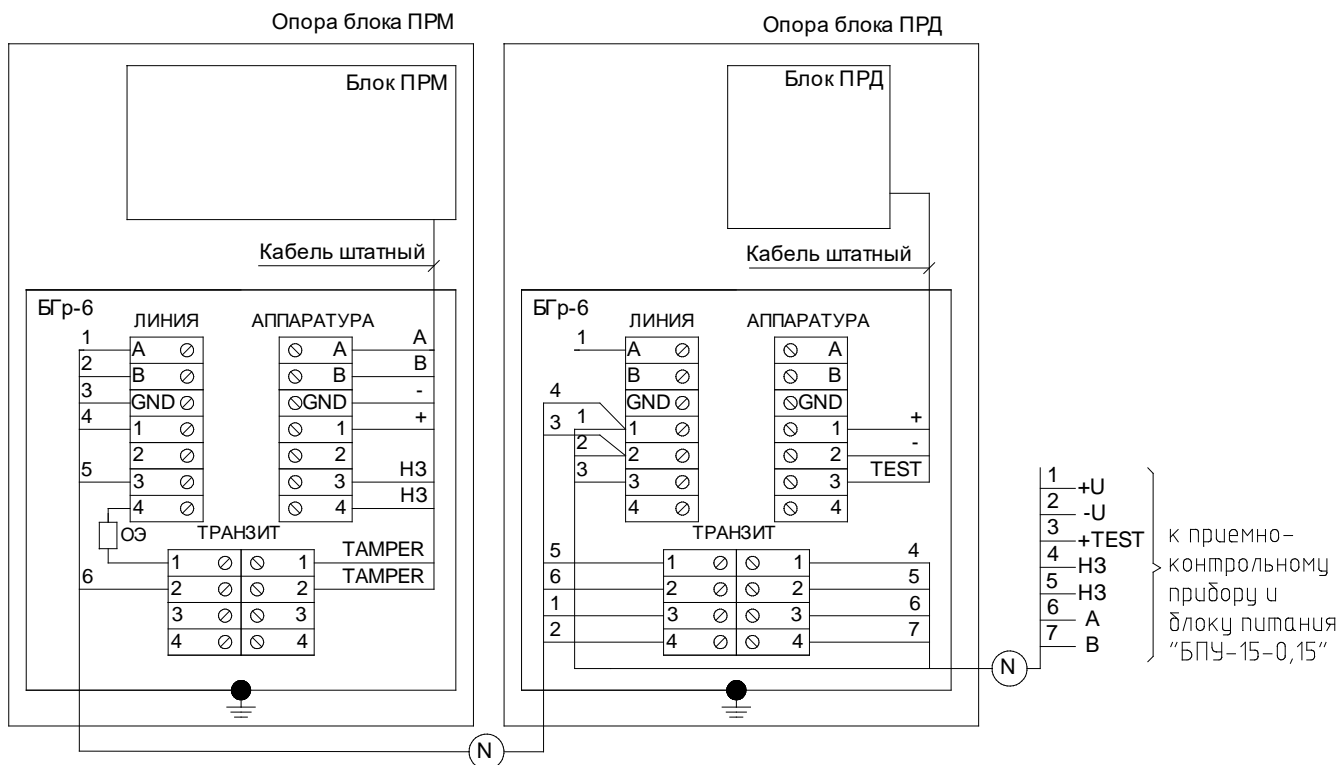 Опора блока ПРМ
Блок ПРМ
Кабель штатный
БГр-6
ЛИНИЯ
АППАРАТУРА
1
A
A
A
2
B
B
B
3
GND
GND
-
4
1
1
+
2
2
5
3
3
НЗ
4
4
НЗ
ОЭ
ТРАНЗИТ
1
1
TAMPER
6
2
2
TAMPER
3
3
4
4
N
Опора блока ПРД
Блок ПРД
Кабель штатный
БГр-6
ЛИНИЯ
АППАРАТУРА
1
A
A
B
B
4
GND
GND
3
1
1
1
+
2
2
2
-
3
3
3
TEST
4
4
ТРАНЗИТ
5
1
1
4
6
2
2
5
1
3
3
6
2
4
4
7
N
1
+U
2
-U
3
+TEST
4
НЗ
5
НЗ
6
A
7
B
к приемно-
контрольному
прибору и
блоку питания
"БПУ-15-0,15"